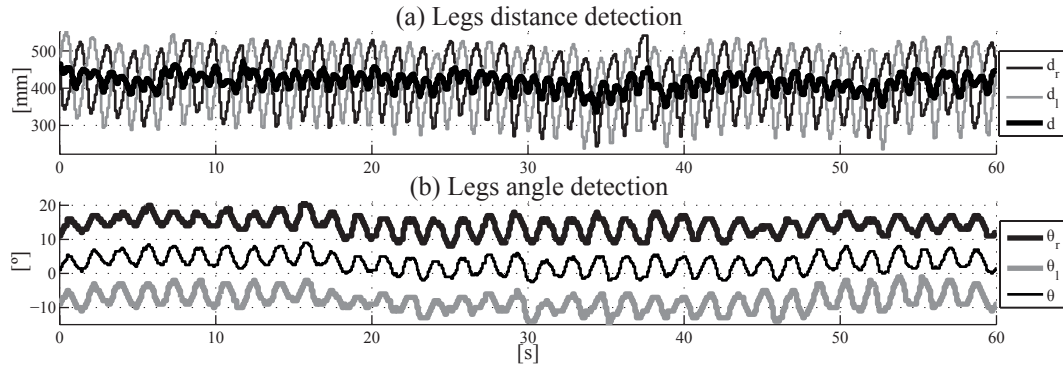 (a) Legs distance detection
[mm]
500
400
300
0 10 20 30 40 50 60
d_r
d_l
d
(b) Legs angle detection
[º]
20
10
0
−10
0 10 20 30 40 50 60
[s]
θ_r
θ_l
θ